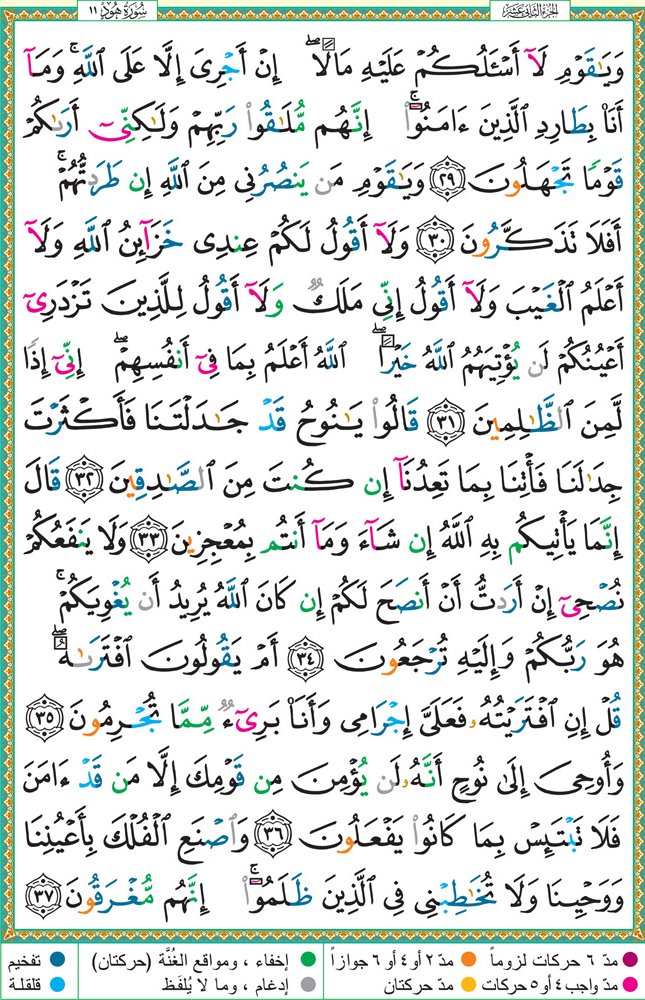 الجزء الثاني عشر سورة هود ١١
وَيَٰقَوْمِ لَآ أَسْـَٔلُكُمْ عَلَيْهِ مَالًا ۖ إِنْ أَجْرِىَ إِلَّا عَلَى ٱللَّهِ ۚ وَمَآ
أَنَا۠ بِطَارِدِ ٱلَّذِينَ ءَامَنُوٓا۟ ۚ إِنَّهُم مُّلَٰقُوا۟ رَبِّهِمْ وَلَٰكِنِّىٓ أَرَىٰكُمْ
قَوْمًا تَجْهَلُونَ ٢٩ وَيَٰقَوْمِ مَن يَنصُرُنِى مِنَ ٱللَّهِ إِن طَرَدتُّهُمْ ۚ
أَفَلَا تَذَكَّرُونَ ٣٠ وَلَآ أَقُولُ لَكُمْ عِندِى خَزَآئِنُ ٱللَّهِ وَلَآ
أَعْلَمُ ٱلْغَيْبَ وَلَآ أَقُولُ إِنِّى مَلَكٌ وَلَآ أَقُولُ لِلَّذِينَ تَزْدَرِىٓ
أَعْيُنُكُمْ لَن يُؤْتِيَهُمُ ٱللَّهُ خَيْرًا ۖ ٱللَّهُ أَعْلَمُ بِمَا فِىٓ أَنفُسِهِمْ ۖ إِنِّىٓ إِذًا
لَّمِنَ ٱلظَّٰلِمِينَ ٣١ قَالُوا۟ يَٰنُوحُ قَدْ جَٰدَلْتَنَا فَأَكْثَرْتَ
جِدَٰلَنَا فَأْتِنَا بِمَا تَعِدُنَآ إِن كُنتَ مِنَ ٱلصَّٰدِقِينَ ٣٢ قَالَ
إِنَّمَا يَأْتِيكُم بِهِ ٱللَّهُ إِن شَآءَ وَمَآ أَنتُم بِمُعْجِزِينَ ٣٣ وَلَا يَنفَعُكُمْ
نُصْحِىٓ إِنْ أَرَدتُّ أَنْ أَنصَحَ لَكُمْ إِن كَانَ ٱللَّهُ يُرِيدُ أَن يُغْوِيَكُمْ ۚ
هُوَ رَبُّكُمْ وَإِلَيْهِ تُرْجَعُونَ ٣٤ أَمْ يَقُولُونَ ٱفْتَرَىٰهُ ۖ
قُلْ إِنِ ٱفْتَرَيْتُهُۥ فَعَلَىَّ إِجْرَامِى وَأَنَا۠ بَرِىٓءٌ مِّمَّا تُجْرِمُونَ ٣٥
وَأُوحِىَ إِلَىٰ نُوحٍ أَنَّهُۥ لَن يُؤْمِنَ مِن قَوْمِكَ إِلَّا مَن قَدْ ءَامَنَ
فَلَا تَبْتَئِسْ بِمَا كَانُوا۟ يَفْعَلُونَ ٣٦ وَٱصْنَعِ ٱلْفُلْكَ بِأَعْيُنِنَا
وَوَحْيِنَا وَلَا تُخَٰطِبْنِى فِى ٱلَّذِينَ ظَلَمُوٓا۟ ۚ إِنَّهُم مُّغْرَقُونَ ٣٧
مدّ ٦ حركات لزوماً مدّ ٢ أو ٤ أو ٦ جوازاً إخفاء ، ومواقع الغُنَّة (حركتان) تفخيم
مدّ واجب ٤ أو ٥ حركات مدّ حركتان إدغام ، وما لا يُلفَظ قلقلة